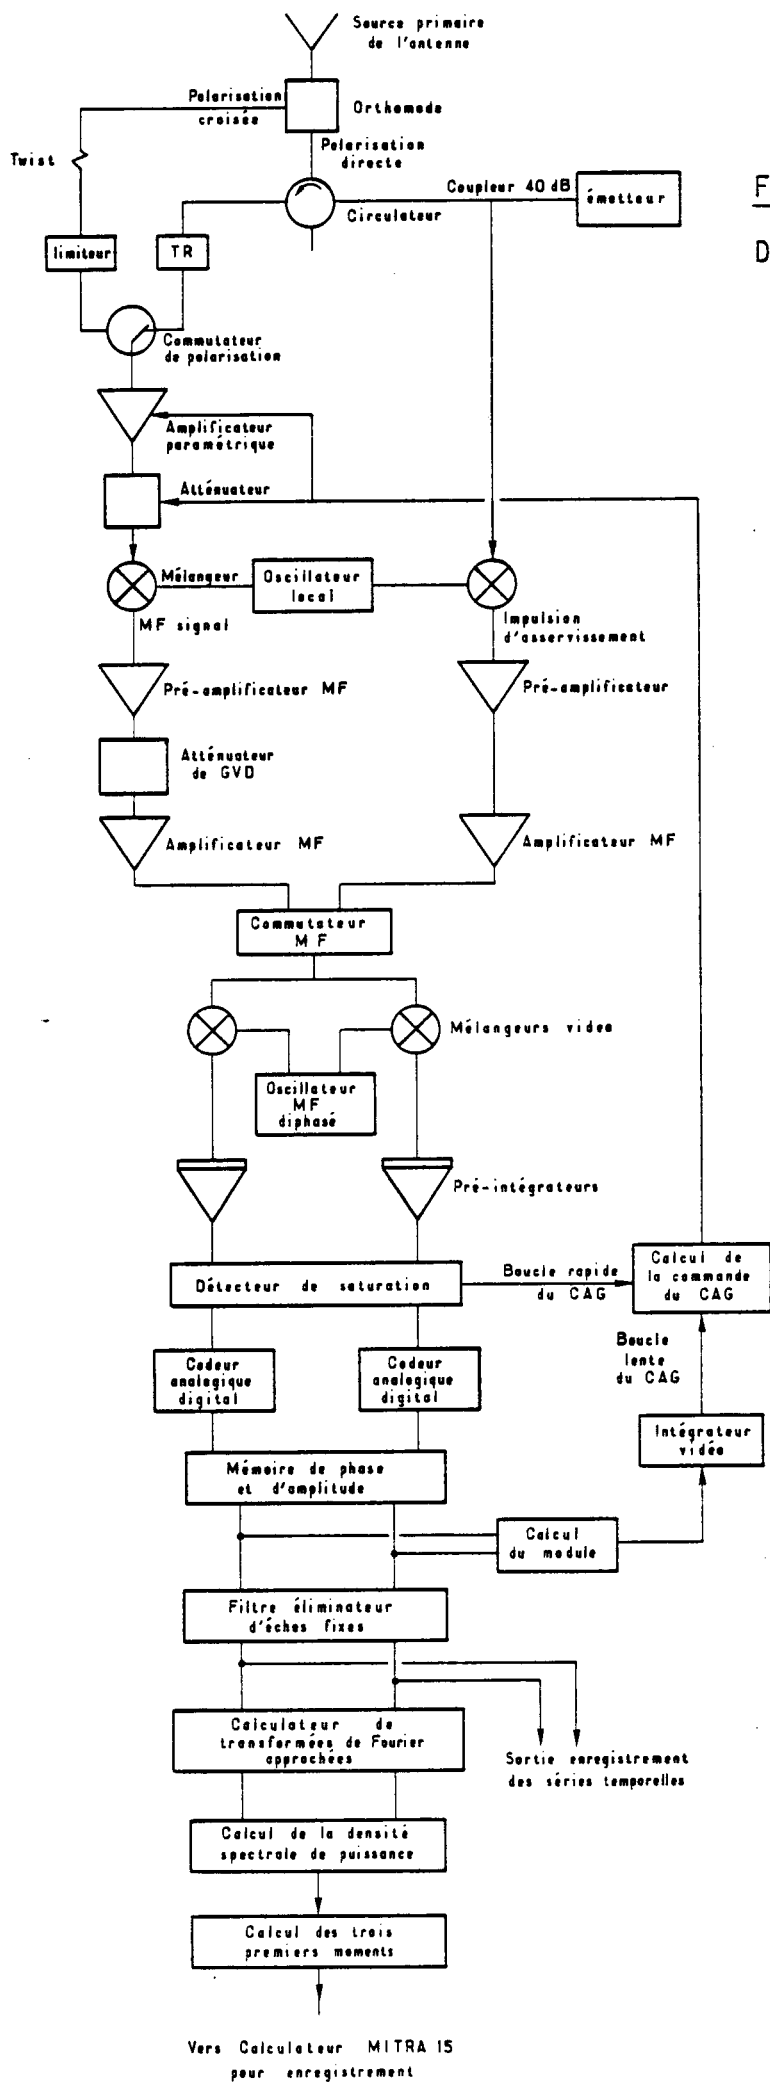 Source primaire
de l'antenne
Polarisation
croisée
Orthomode
Twist
Polarisation
directe
Coupleur 40 dB
émetteur
F
Circulateur
D
limiteur
TR
Commutateur
de polarisation
Amplificateur
paramétrique
Atténuateur
Mélangeur
Oscillateur
local
MF signal
Impulsion
d'asservissement
Pré-amplificateur MF
Pré-amplificateur
Atténuateur
de GVD
Amplificateur MF
Amplificateur MF
Commutateur
MF
Mélangeurs video
Oscillateur
MF
diphasé
Pré-intégrateurs
Détecteur de saturation
Boucle rapide
du CAG
Calcul de
la commande
du CAG
Boucle
lente
du CAG
Codeur
analogique
digital
Codeur
analogique
digital
Intégrateur
vidéo
Mémoire de phase
et d'amplitude
Calcul
du module
Filtre éliminateur
d'échos fixes
Calculateur de
transformées de Fourier
approchées
Sortie enregistrement
des séries temporelles
Calcul de la densité
spectrale de puissance
Calcul des trois
premiers moments
Vers Calculateur MITRA 15
pour enregistrement